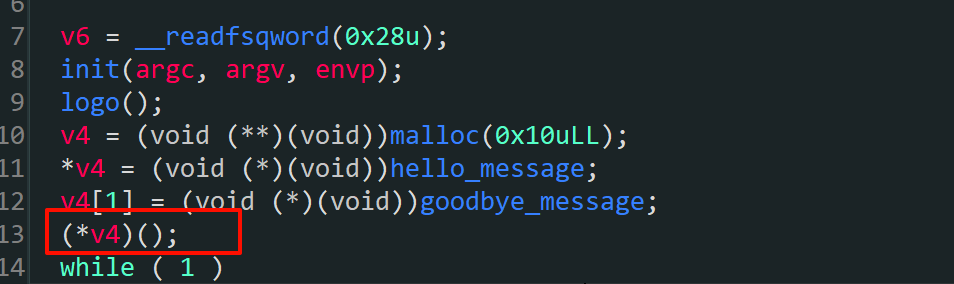 6
7 v6 = __readfsqword(0x28u);
8 init(argc, argv, envp);
9 logo();
10 v4 = (void (**)(void))malloc(0x10uLL);
11 *v4 = (void (*)(void))hello_message;
12 v4[1] = (void (*)(void))goodbye_message;
13 (*v4)();
14 while ( 1 )